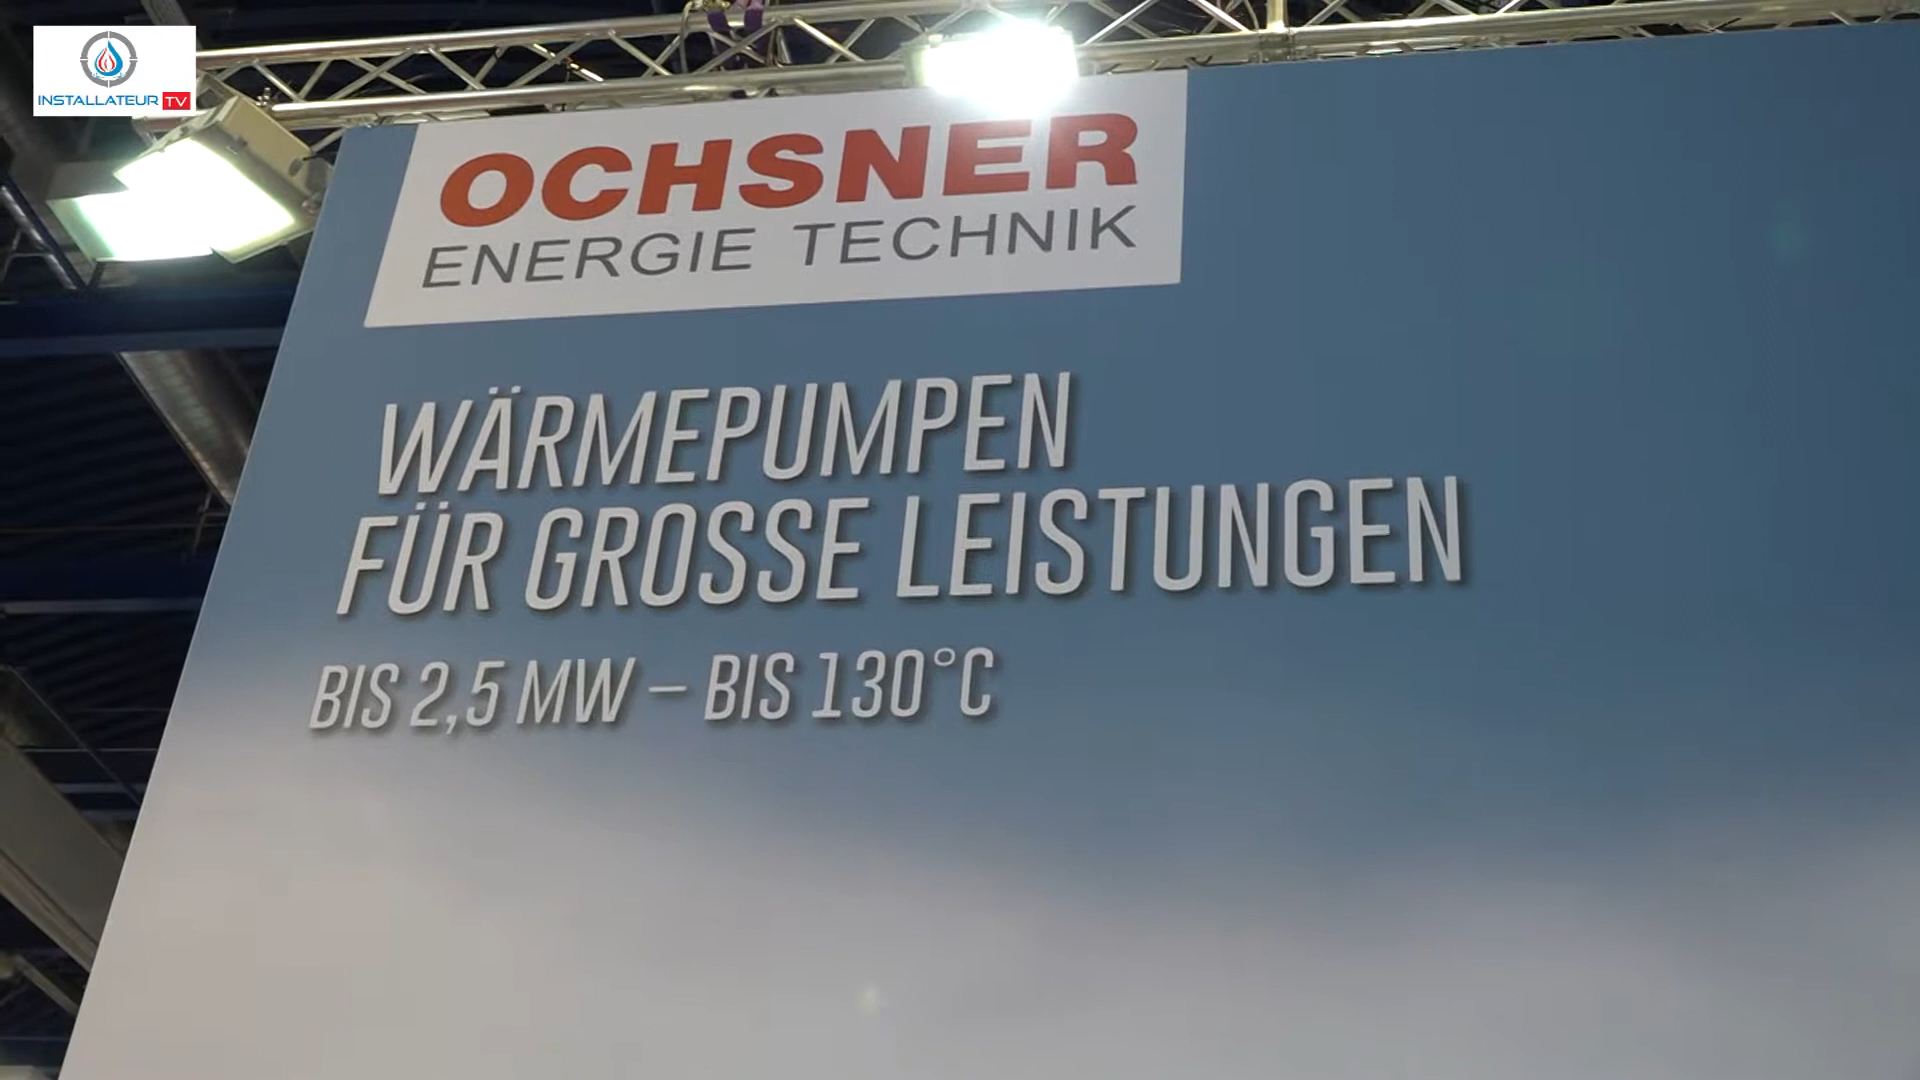 INSTALLATEUR TV
OCHSNER
ENERGIE TECHNIK
WÄRMEPUMPEN
FÜR GROSSE LEISTUNGEN
BIS 2,5 MW – BIS 130°C